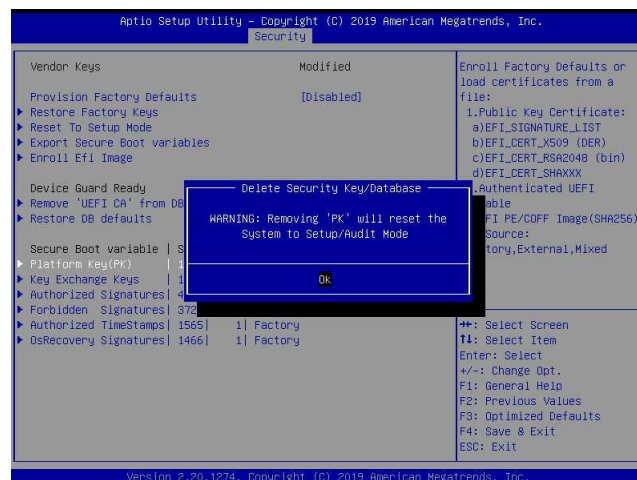 Aptio Setup Utility – Copyright (C) 2019 American Megatrends, Inc.
Security
Vendor Keys Modified
Provision Factory Defaults [Disabled]
Restore Factory Keys
Reset To Setup Mode
Export Secure Boot variables
Enroll Efi Image
Device Guard Ready
Remove 'UEFI CA' from DB
Restore DB defaults
Secure Boot variable | S
Platform Key(PK) | 1
Key Exchange Keys | 1
Authorized Signatures| 4
Forbidden Signatures| 372
Authorized TimeStamps| 1565| 1| Factory
OsRecovery Signatures| 1466| 1| Factory
Delete Security Key/Database
WARNING: Removing 'PK' will reset the
System to Setup/Audit Mode
Ok
Enroll Factory Defaults or
load certificates from a
file:
1.Public Key Certificate:
a)EFI_SIGNATURE_LIST
b)EFI_CERT_X509 (DER)
c)EFI_CERT_RSA2048 (bin)
d)EFI_CERT_SHAXXX
.Authenticated UEFI
able
FI PE/COFF Image(SHA256)
Source:
tory,External,Mixed
→←: Select Screen
↑↓: Select Item
Enter: Select
+/-: Change Opt.
F1: General Help
F2: Previous Values
F3: Optimized Defaults
F4: Save & Exit
ESC: Exit
Version 2.20.1274. Copyright (C) 2019 American Megatrends, Inc.